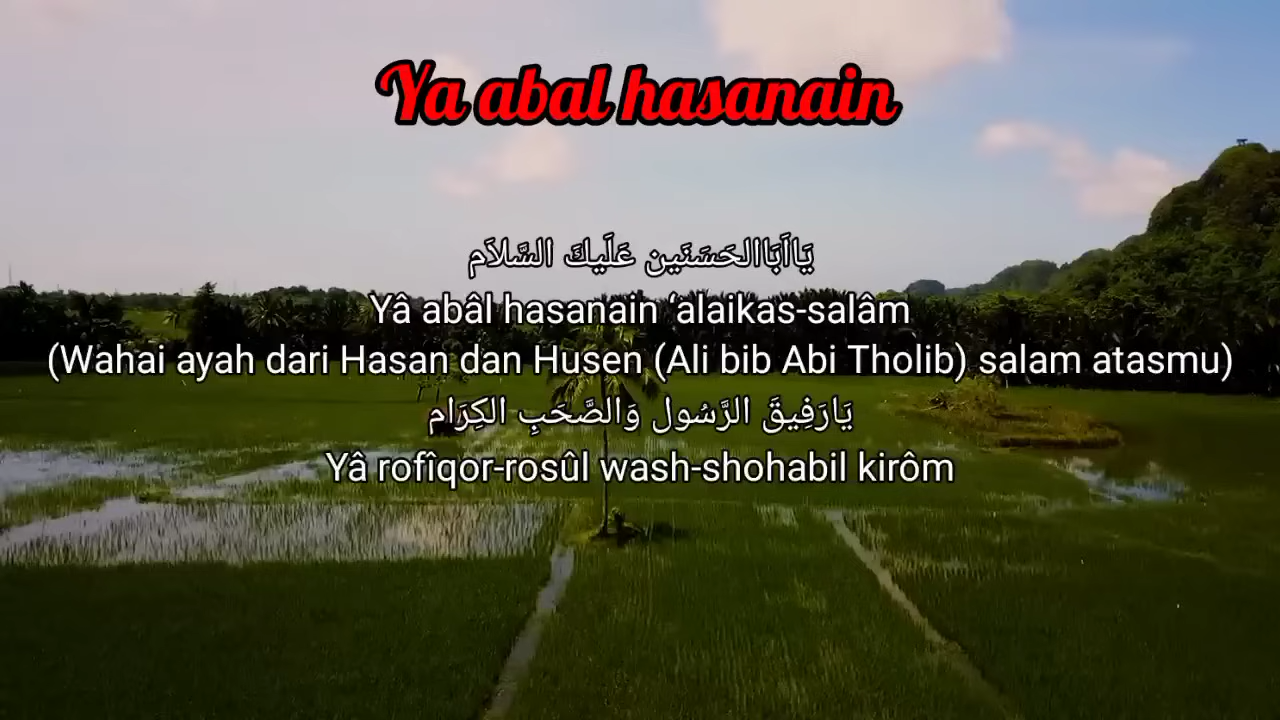 Ya abal hasanain
يَااَبَاالحَسَنَين عَلَيكَ السَّلاَم
Yâ abâl hasanain ‘alaikas-salâm
(Wahai ayah dari Hasan dan Husen (Ali bib Abi Tholib) salam atasmu)
يَارَفِيقَ الرَّسُول وَالصَّحَبِ الكِرَام
Yâ rofîqor-rosûl wash-shohabil kirôm